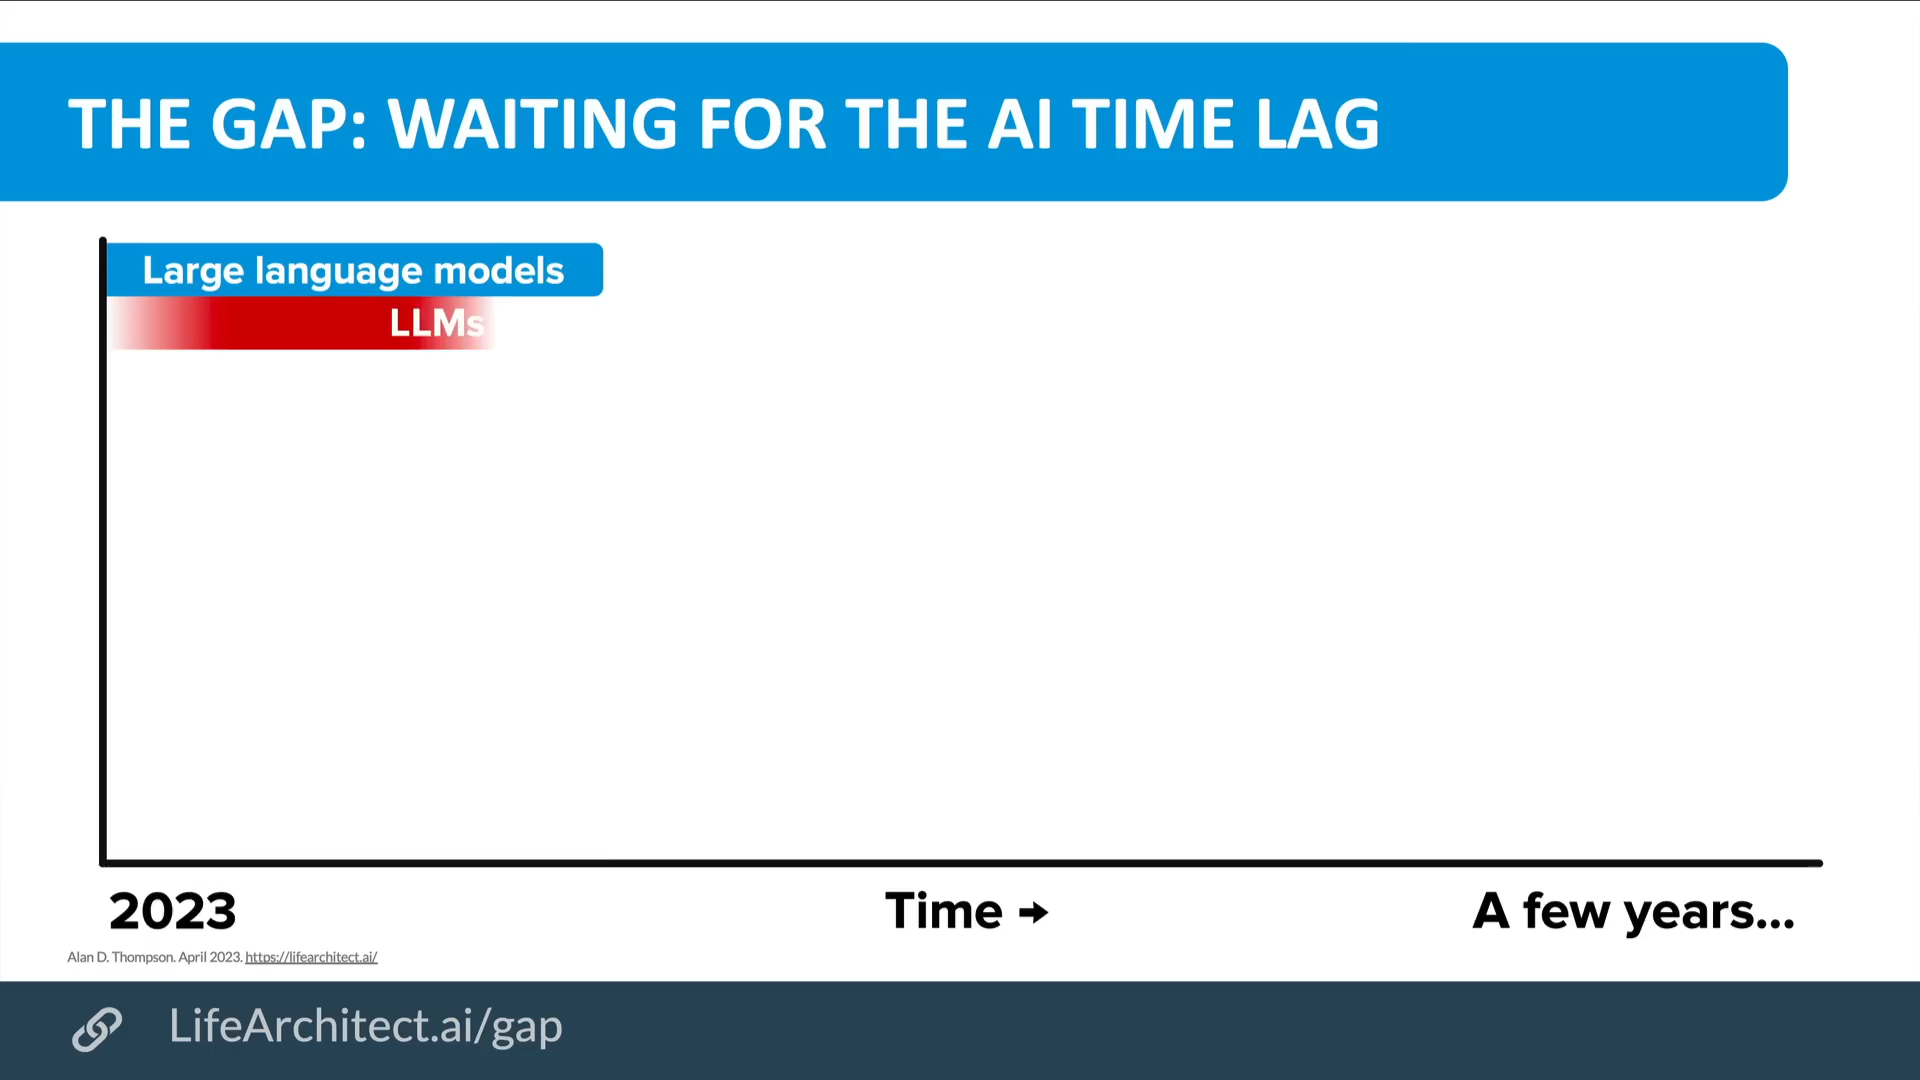 THE GAP: WAITING FOR THE AI TIME LAG
Large language models
LLMs
2023 Time → A few years...
Alan D. Thompson. April 2023. https://lifearchitect.ai/
LifeArchitect.ai/gap